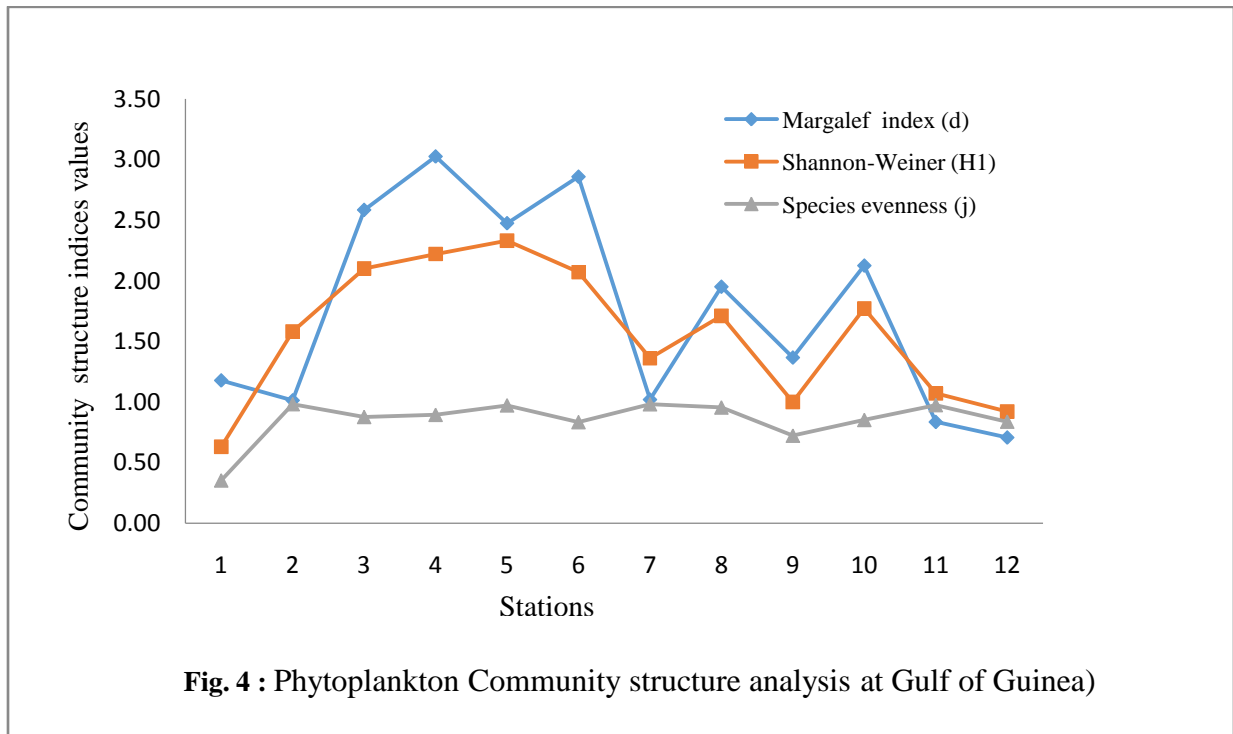 3.50
3.00
2.50
2.00
1.50
1.00
0.50
0.00
Community structure indices values
Margalef index (d)
Shannon-Weiner (H1)
Species evenness (j)
1 2 3 4 5 6 7 8 9 10 11 12
Stations
Fig. 4 : Phytoplankton Community structure analysis at Gulf of Guinea)